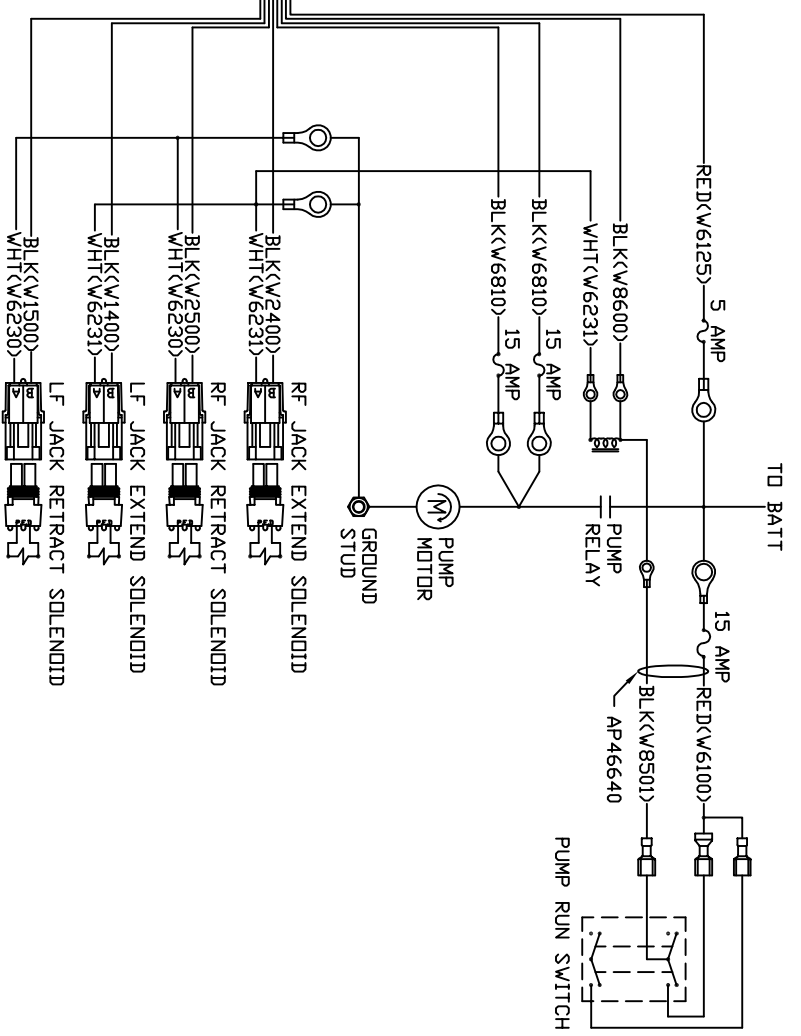 TO BATT
RED(W6125)
5 AMP
15 AMP
RED(W6100)
BLK(W8600)
WHT(W6231)
PUMP
RELAY
BLK(W8501)
AP46640
PUMP RUN SWITCH
BLK(W6810)
15 AMP
BLK(W6810)
15 AMP
PUMP
MOTOR
M
GROUND
STUD
BLK(W2400)
WHT(W6231)
B
A
RF JACK EXTEND SOLENOID
BLK(W2500)
WHT(W6230)
B
A
RF JACK RETRACT SOLENOID
BLK(W1400)
WHT(W6231)
B
A
LF JACK EXTEND SOLENOID
BLK(W1500)
WHT(W6230)
B
A
LF JACK RETRACT SOLENOID